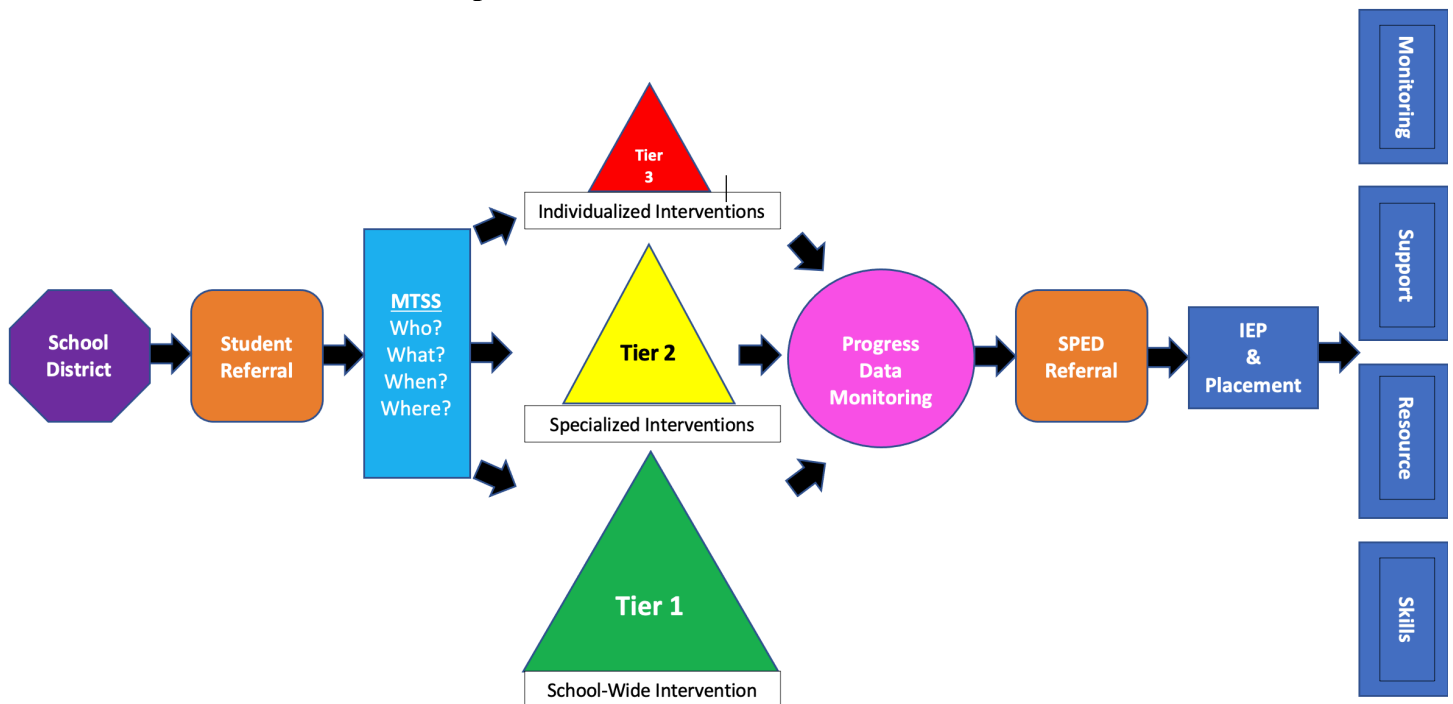 School
District
Student
Referral
MTSS
Who?
What?
When?
Where?
Tier
3
Individualized Interventions
Tier 2
Specialized Interventions
Tier 1
School-Wide Intervention
Progress
Data
Monitoring
SPED
Referral
IEP
&
Placement
Monitoring
Support
Resource
Skills